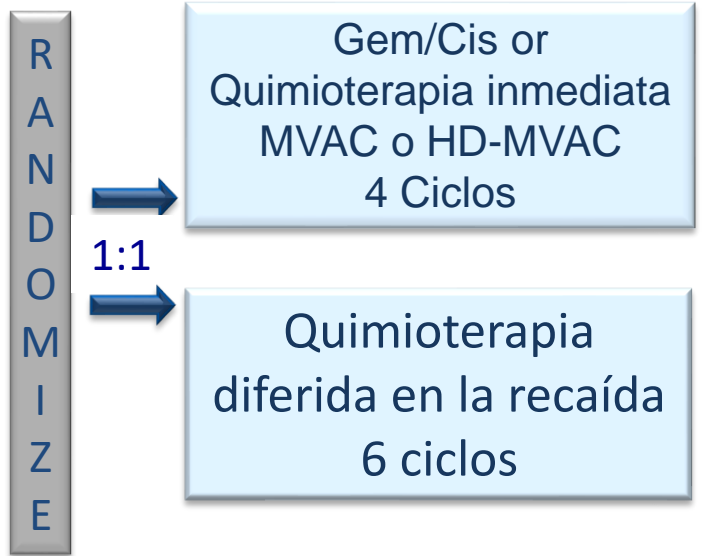 RANDOMIZE
Gem/Cis or
Quimioterapia inmediata
MVAC o HD-MVAC
4 Ciclos
1:1
Quimioterapia
diferida en la recaída
6 ciclos